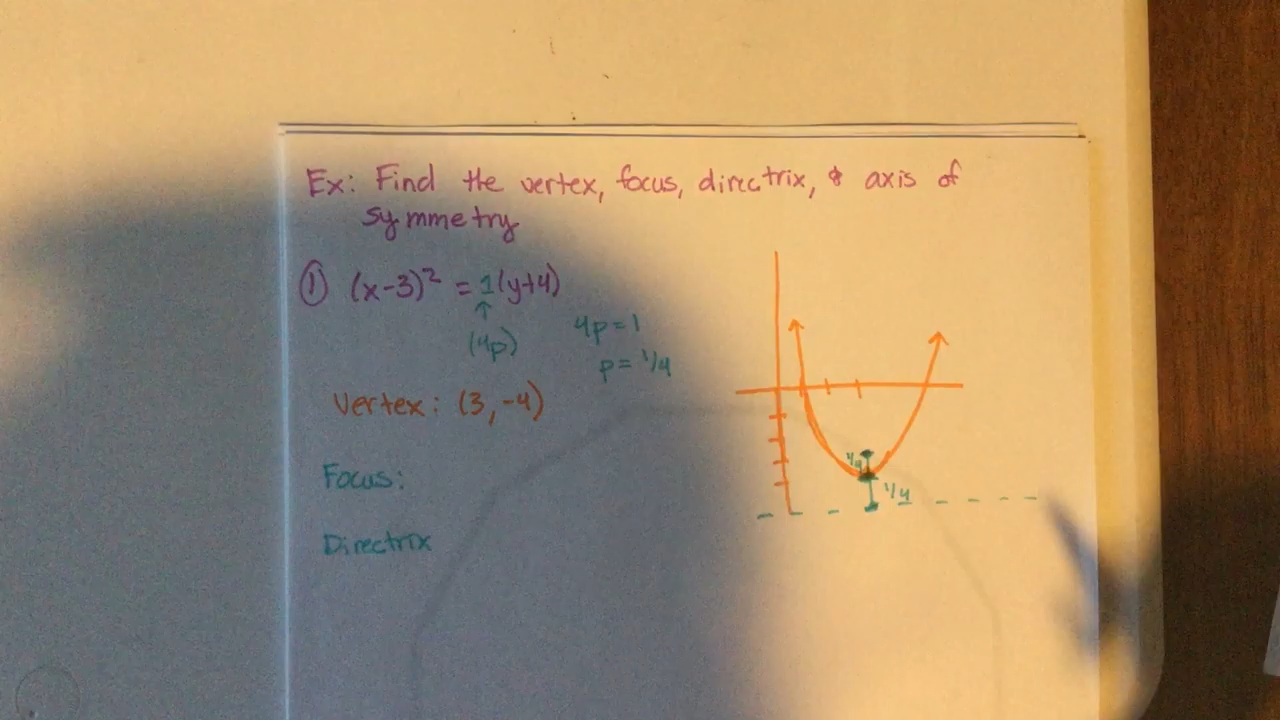 Ex: Find the vertex, focus, directrix, & axis of
symmetry
① (x-3)² = 1(y+4)
↑
(4p)
4p=1
p= 1/4
Vertex: (3, -4)
Focus:
Directrix
1/4
1/4